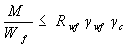 M/W_f ≤ R_wf γ_wf γ_c